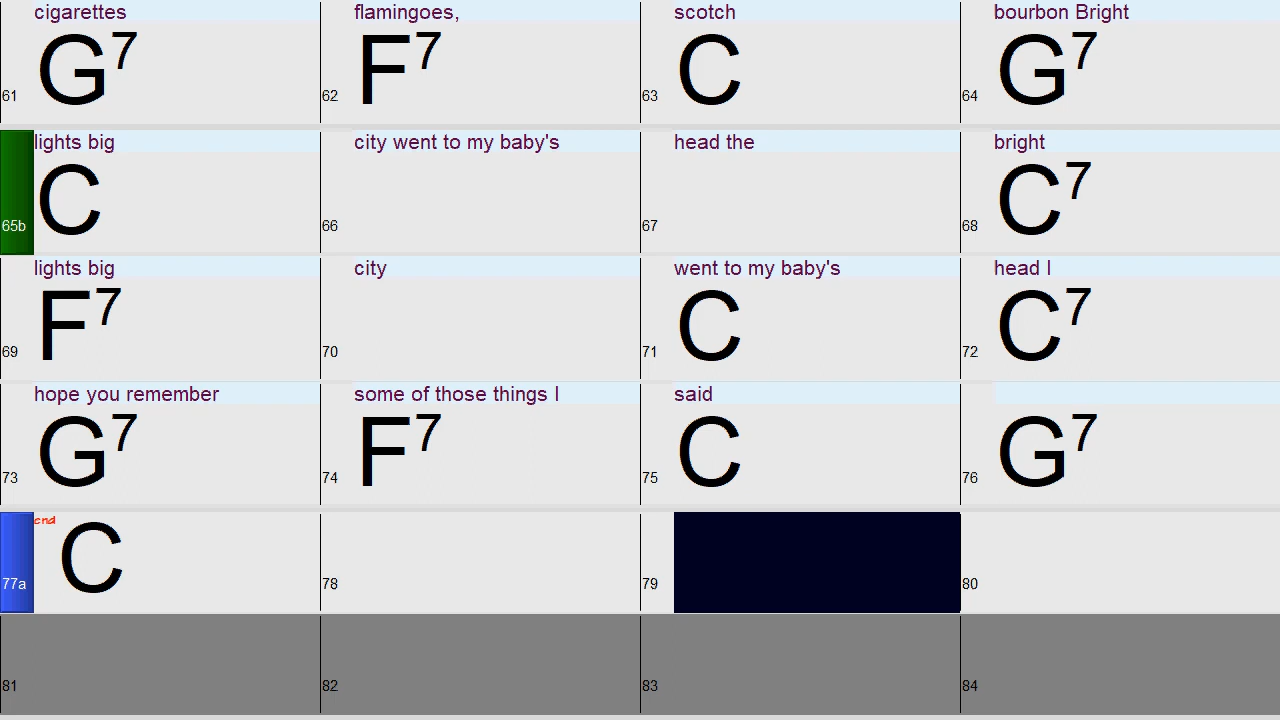 cigarettes flamingoes, scotch bourbon Bright
61 G7 62 F7 63 C 64 G7
lights big city went to my baby's head the bright
65b C 66 67 68 C7
lights big city went to my baby's head I
69 F7 70 71 C 72 C7
hope you remember some of those things I said
73 G7 74 F7 75 C 76 G7
end
77a C 78 79 80
81 82 83 84